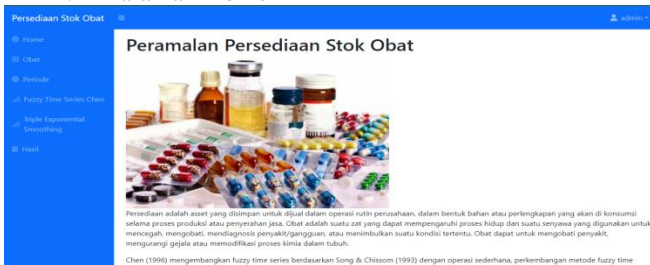 Persediaan Stok Obat
admin
Home
Peramalan Persediaan Stok Obat
Obat
Periode
Fuzzy Time Series Chen
Triple Exponential
Smoothing
Hasil
Persediaan adalah asset yang disimpan untuk dijual dalam operasi rutin perusahaan, dalam bentuk bahan atau perlengkapan yang akan di konsumsi
selama proses produksi atau penyerahan jasa. Obat adalah suatu zat yang dapat mempengaruhi proses hidup dan suatu senyawa yang digunakan untuk
mencegah, mengobati, mendiagnosis penyakit/gangguan, atau menimbulkan suatu kondisi tertentu. Obat dapat untuk mengobati penyakit,
mengurangi gejala atau memodifikasi proses kimia dalam tubuh.
Chen (1996) mengembangkan fuzzy time series berdasarkan Song & Chissom (1993) dengan operasi sederhana, perkembangan metode fuzzy time